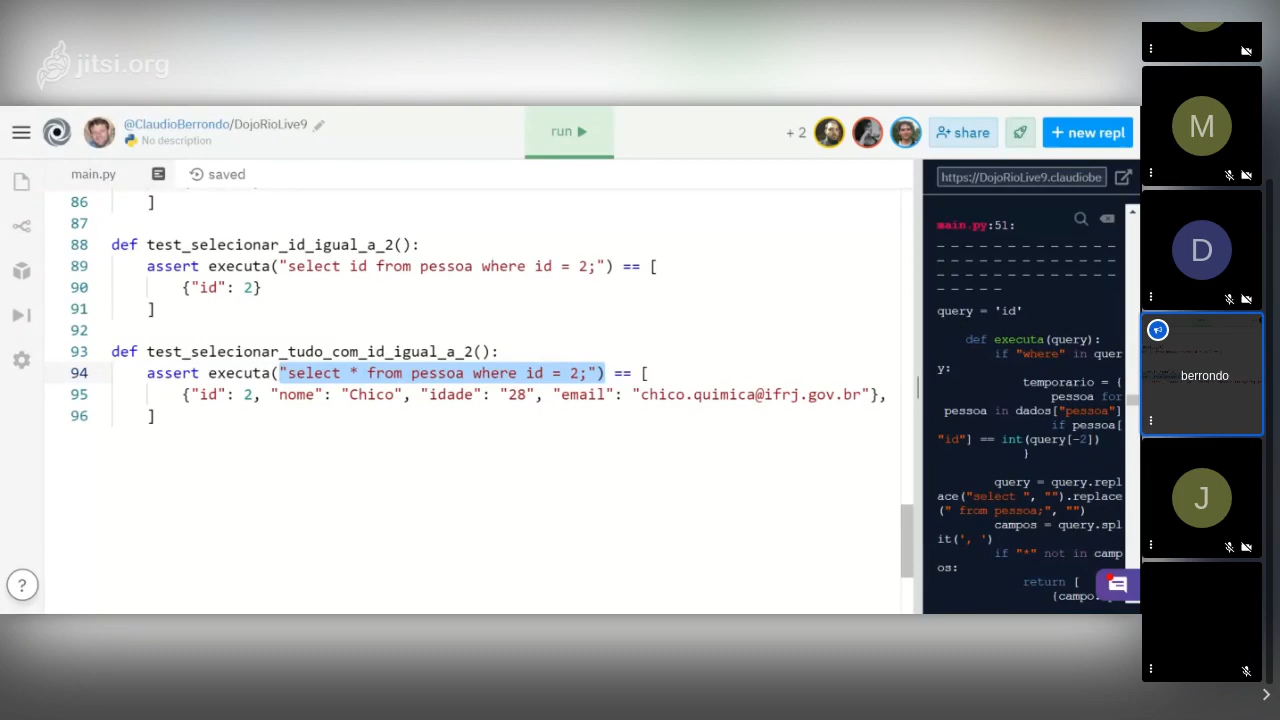 jitsi.org
@ClaudioBerrondo/DojoRioLive9
No description
run
+ 2
share
+ new repl
main.py
saved
https://DojoRioLive9.claudiobe
86 ]
87
88 def test_selecionar_id_igual_a_2():
89 assert executa("select id from pessoa where id = 2;") == [
90 {"id": 2}
91 ]
92
93 def test_selecionar_tudo_com_id_igual_a_2():
94 assert executa("select * from pessoa where id = 2;") == [
95 {"id": 2, "nome": "Chico", "idade": "28", "email": "chico.quimica@ifrj.gov.br"},
96 ]
?
main.py:51:
_ _ _ _ _ _ _ _ _ _ _ _ _
_ _ _ _ _ _ _ _ _ _ _ _ _
_ _ _ _ _ _ _ _ _ _ _ _ _
_ _ _ _ _
query = 'id'
def executa(query):
if "where" in quer
y:
temporario = {
pessoa for
pessoa in dados["pessoa"]
if pessoa[
"id"] == int(query[-2])
}
query = query.repl
ace("select ", "").replace
(" from pessoa;", "")
campos = query.spl
it(', ')
if "*" not in camp
os:
return [
{campo.
M
D
berrondo
J